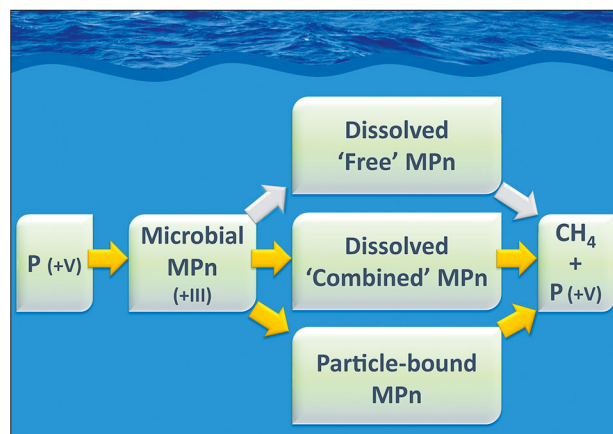 Dissolved
'Free' MPn
P (+V)
Microbial
MPn
(+III)
Dissolved
'Combined' MPn
CH₄
+
P (+V)
Particle-bound
MPn